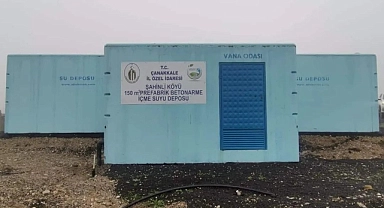 VANA ODASI
SU DEPOSU
T.C.
ÇANAKKALE
İL ÖZEL İDARESİ
ŞAHİNLİ KÖYÜ
150 m³ PREFABRİK BETONARME
İÇME SUYU DEPOSU
SU DEPOSU